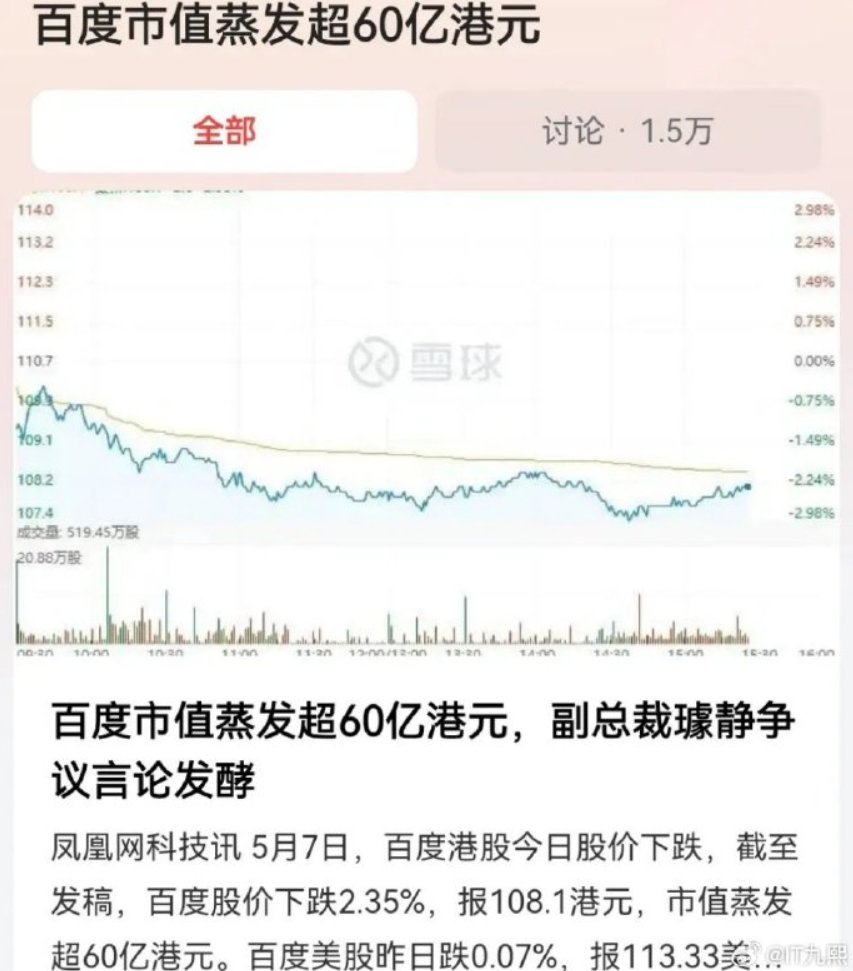 百度市值蒸发超60亿港元
全部
讨论 · 1.5万
114.0 2.98%
113.2 2.24%
112.3 1.49%
111.5 0.75%
110.7 0.00%
雪球
109.3 -0.75%
109.1 -1.49%
108.2 -2.24%
107.4 -2.98%
成交量: 519.45万股
20.88万股
09:30 10:00 10:30 11:00 11:30 12:00/13:00 13:30 14:00 14:30 15:00 15:30 16:00
百度市值蒸发超60亿港元，副总裁璩静争
议言论发酵
凤凰网科技讯 5月7日，百度港股今日股价下跌，截至
发稿，百度股价下跌2.35%，报108.1港元，市值蒸发
超60亿港元。百度美股昨日跌0.07%，报113.33美
@IT九熙